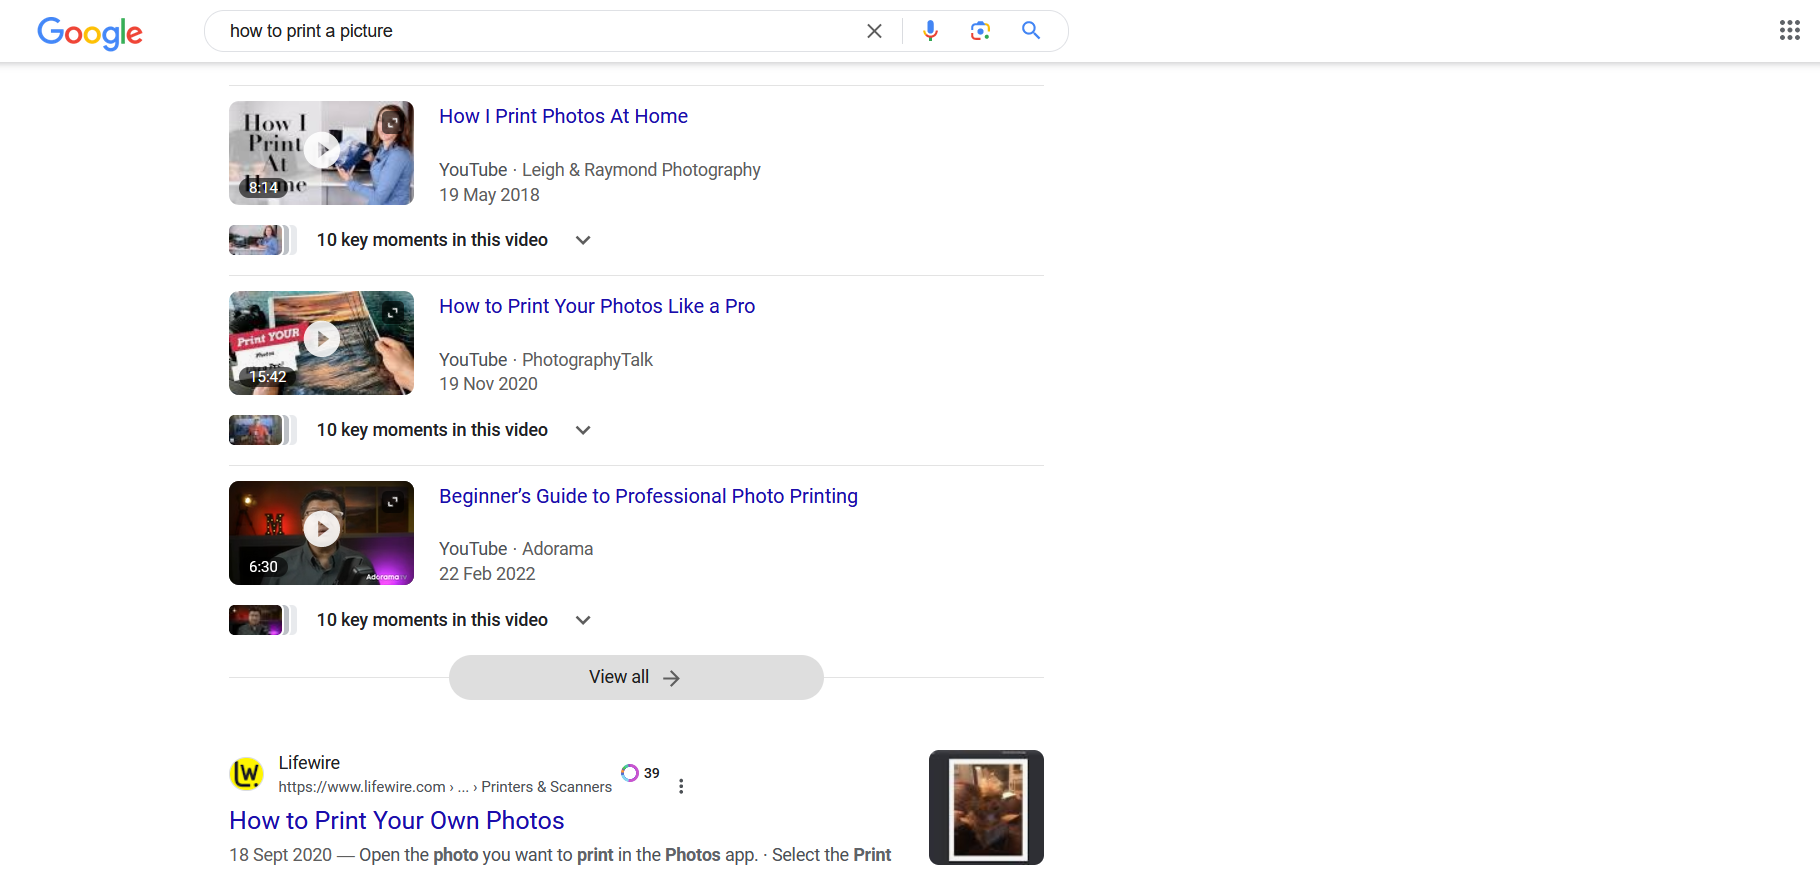 Google
how to print a picture
How I
Print
At
Home
8:14
How I Print Photos At Home
YouTube · Leigh & Raymond Photography
19 May 2018
10 key moments in this video
Print YOUR
Photos
15:42
How to Print Your Photos Like a Pro
YouTube · PhotographyTalk
19 Nov 2020
10 key moments in this video
M
Adorama TV
6:30
Beginner’s Guide to Professional Photo Printing
YouTube · Adorama
22 Feb 2022
10 key moments in this video
View all
LW.
Lifewire
39
https://www.lifewire.com › ... › Printers & Scanners
How to Print Your Own Photos
18 Sept 2020 — Open the photo you want to print in the Photos app. · Select the Print